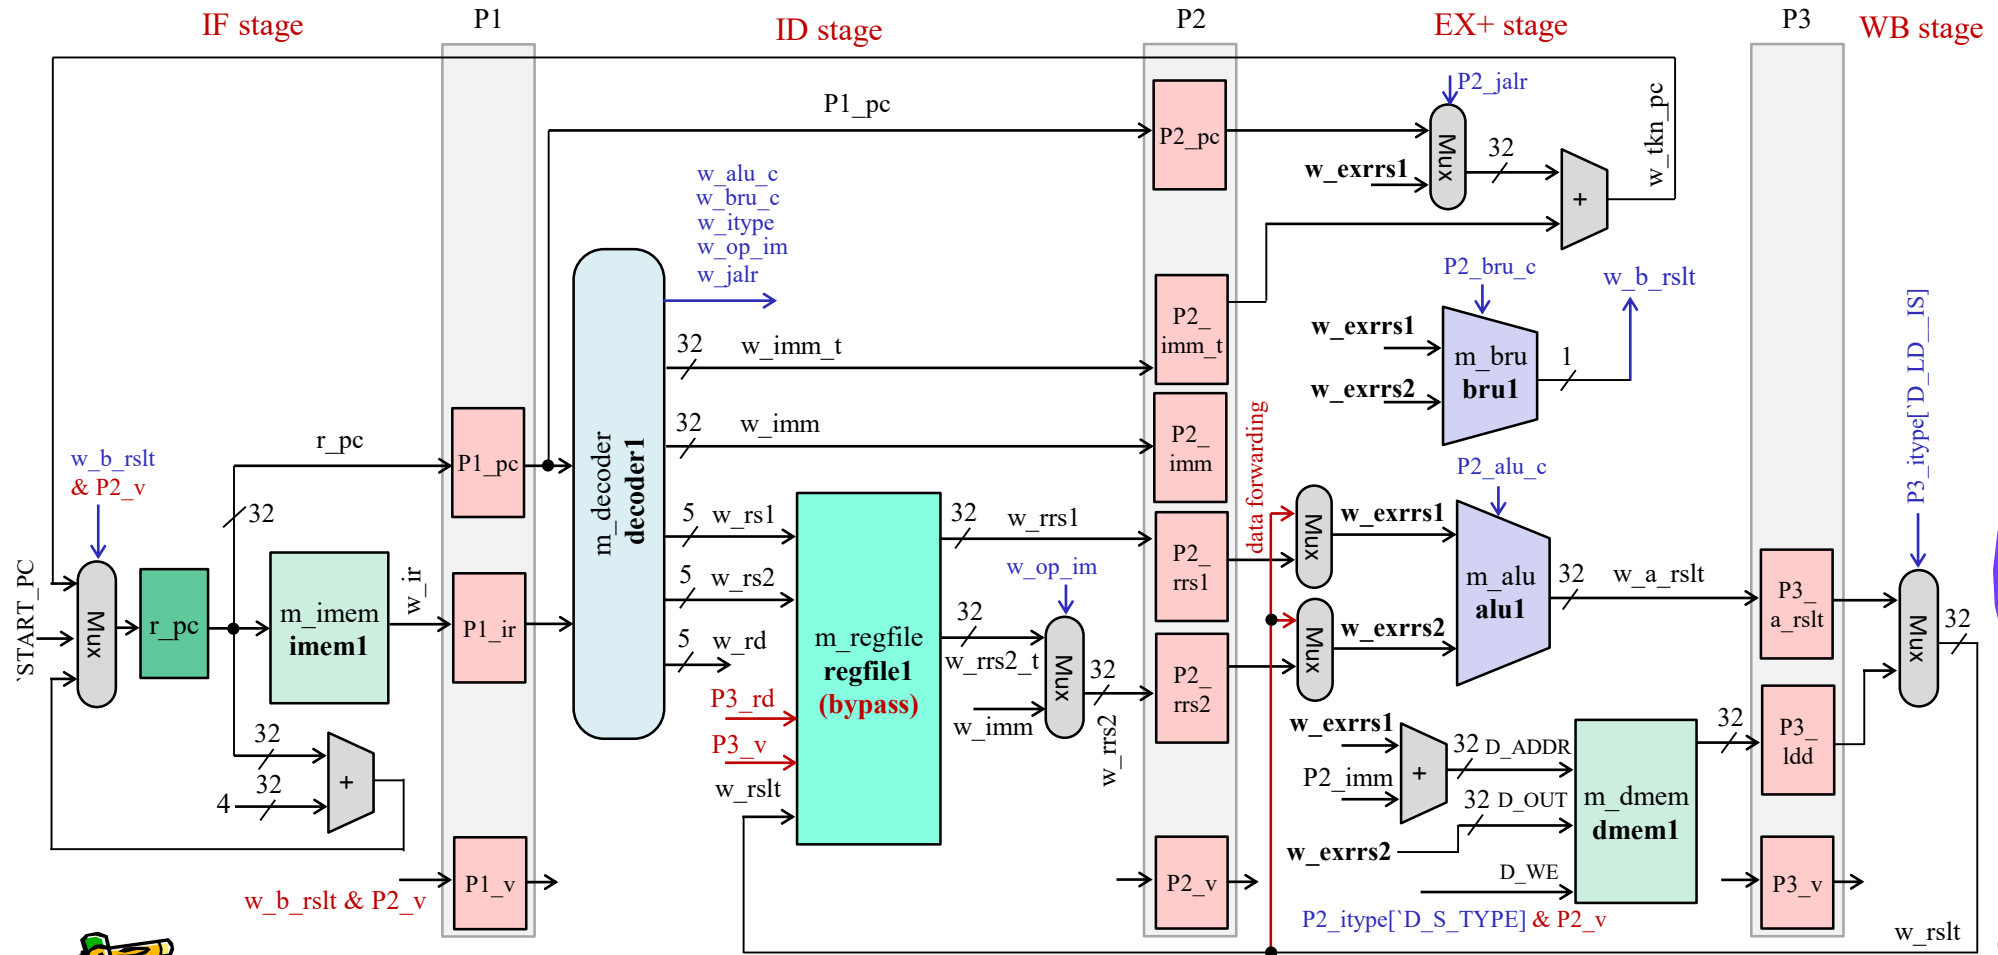 IF stage
P1
ID stage
P2
EX+ stage
P3
WB stage
P1_pc
P2_pc
P2_jalr
Mux
32
w_exrrs1
+
w_tkn_pc
w_alu_c
w_bru_c
w_itype
w_op_im
w_jalr
P2_bru_c
w_b_rslt
w_exrrs1
w_exrrs2
m_bru
bru1
1
P3_itype[`D_LD__IS]
m_decoder
decoder1
32
w_imm_t
P2_
imm_t
32
w_imm
P2_
imm
r_pc
P1_pc
w_b_rslt
& P2_v
32
`START_PC
Mux
r_pc
m_imem
imem1
w_ir
P1_ir
5
w_rs1
5
w_rs2
5
w_rd
P3_rd
P3_v
w_rslt
m_regfile
regfile1
(bypass)
32
w_rrs1
P2_
rrs1
w_op_im
32
w_rrs2_t
w_imm
Mux
32
w_rrs2
P2_
rrs2
data forwarding
Mux
w_exrrs1
Mux
w_exrrs2
P2_alu_c
m_alu
alu1
32
w_a_rslt
P3_
a_rslt
Mux
32
w_exrrs1
P2_imm
+
32
D_ADDR
32
D_OUT
w_exrrs2
D_WE
m_dmem
dmem1
32
P3_
ldd
P2_itype[`D_S_TYPE] & P2_v
32
4
32
+
w_b_rslt & P2_v
P1_v
P2_v
P3_v
w_rslt